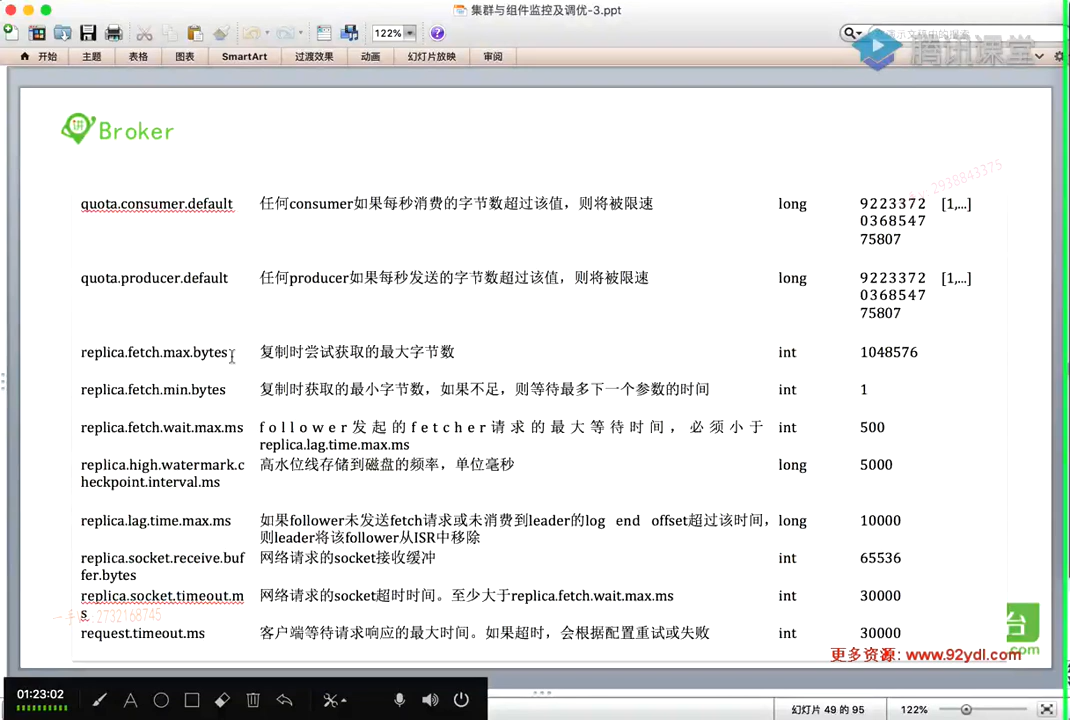 集群与组件监控及调优-3.ppt
122%
开始 主题 表格 图表 SmartArt 过渡效果 动画 幻灯片放映 审阅
腾讯课堂
Broker
2938843375
quota.consumer.default 任何consumer如果每秒消费的字节数超过该值，则将被限速 long 9223372 [1,...]
0368547
75807
quota.producer.default 任何producer如果每秒发送的字节数超过该值，则将被限速 long 9223372 [1,...]
0368547
75807
replica.fetch.max.bytes 复制时尝试获取的最大字节数 int 1048576
replica.fetch.min.bytes 复制时获取的最小字节数，如果不足，则等待最多下一个参数的时间 int 1
replica.fetch.wait.max.ms follower发起的fetcher请求的最大等待时间，必须小于 int 500
replica.lag.time.max.ms
replica.high.watermark.c 高水位线存储到磁盘的频率，单位毫秒 long 5000
heckpoint.interval.ms
replica.lag.time.max.ms 如果follower未发送fetch请求或未消费到leader的log end offset超过该时间， long 10000
则leader将该follower从ISR中移除
replica.socket.receive.buf 网络请求的socket接收缓冲 int 65536
fer.bytes
replica.socket.timeout.m 网络请求的socket超时时间。至少大于replica.fetch.wait.max.ms int 30000
s
2732168745
request.timeout.ms 客户端等待请求响应的最大时间。如果超时，会根据配置重试或失败 int 30000
台
com
更多资源: www.92ydl.com
01:23:02
幻灯片 49 的 95 122%